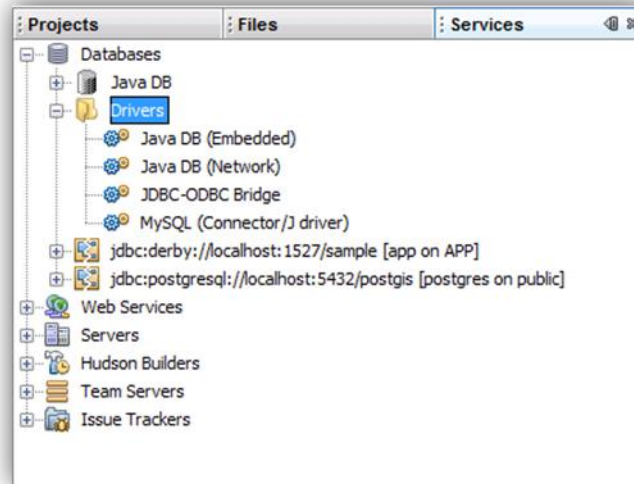 Projects Files Services
Databases
Java DB
Drivers
Java DB (Embedded)
Java DB (Network)
JDBC-ODBC Bridge
MySQL (Connector/J driver)
jdbc:derby://localhost:1527/sample [app on APP]
jdbc:postgresql://localhost:5432/postgis [postgres on public]
Web Services
Servers
Hudson Builders
Team Servers
Issue Trackers